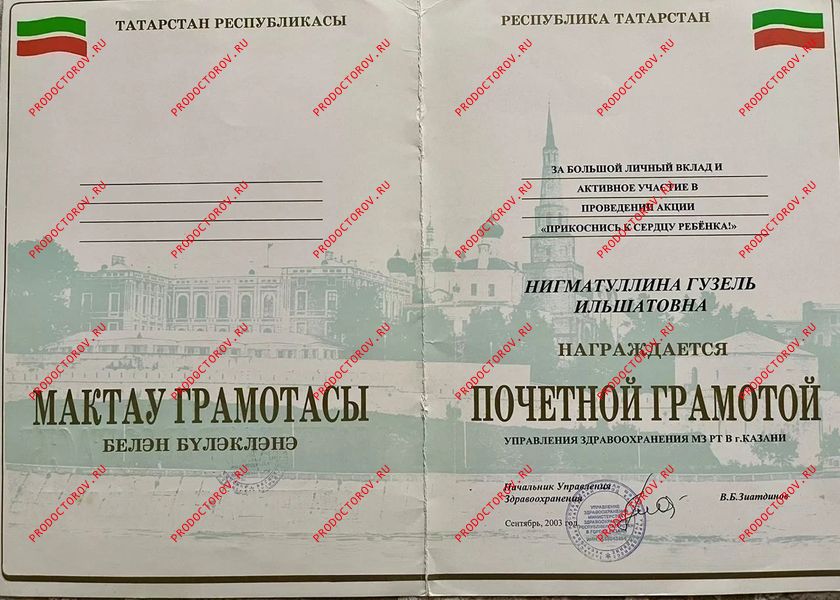 ТАТАРСТАН РЕСПУБЛИКАСЫ
МАКТАУ ГРАМОТАСЫ
БЕЛӘН БҮЛӘКЛӘНӘ
РЕСПУБЛИКА ТАТАРСТАН
ЗА БОЛЬШОЙ ЛИЧНЫЙ ВКЛАД И
АКТИВНОЕ УЧАСТИЕ В
ПРОВЕДЕНИИ АКЦИИ
«ПРИКОСНИСЬ К СЕРДЦУ РЕБЁНКА!»
НИГМАТУЛЛИНА ГУЗЕЛЬ
ИЛЬШАТОВНА
НАГРАЖДАЕТСЯ
ПОЧЕТНОЙ ГРАМОТОЙ
УПРАВЛЕНИЯ ЗДРАВООХРАНЕНИЯ МЗ РТ В г.КАЗАНИ
Начальник Управления
Здравоохранения
В.Б.Зиатдинов
Сентябрь, 2003 год
PRODOCTOROV.RU